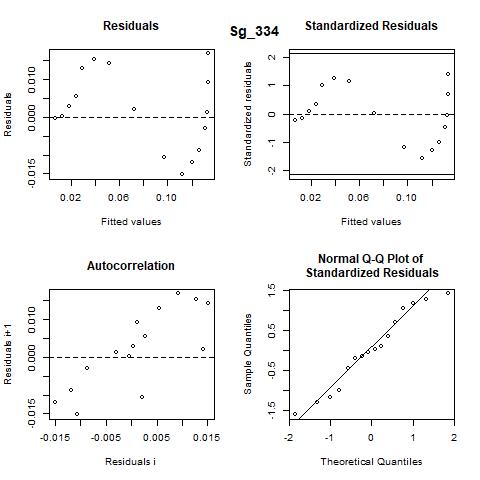 Sg_334
Residuals
Standardized Residuals
Residuals
0.010
0.000
-0.015
0.02
0.06
0.10
Fitted values
Standardized residuals
2
1
0
-1
-2
0.02
0.06
0.10
Fitted values
Autocorrelation
Normal Q-Q Plot of
Standardized Residuals
Residuals i+1
0.010
0.000
-0.015
-0.015
-0.005
0.005
0.015
Residuals i
Sample Quantiles
1.5
0.5
-0.5
-1.5
-2
-1
0
1
2
Theoretical Quantiles